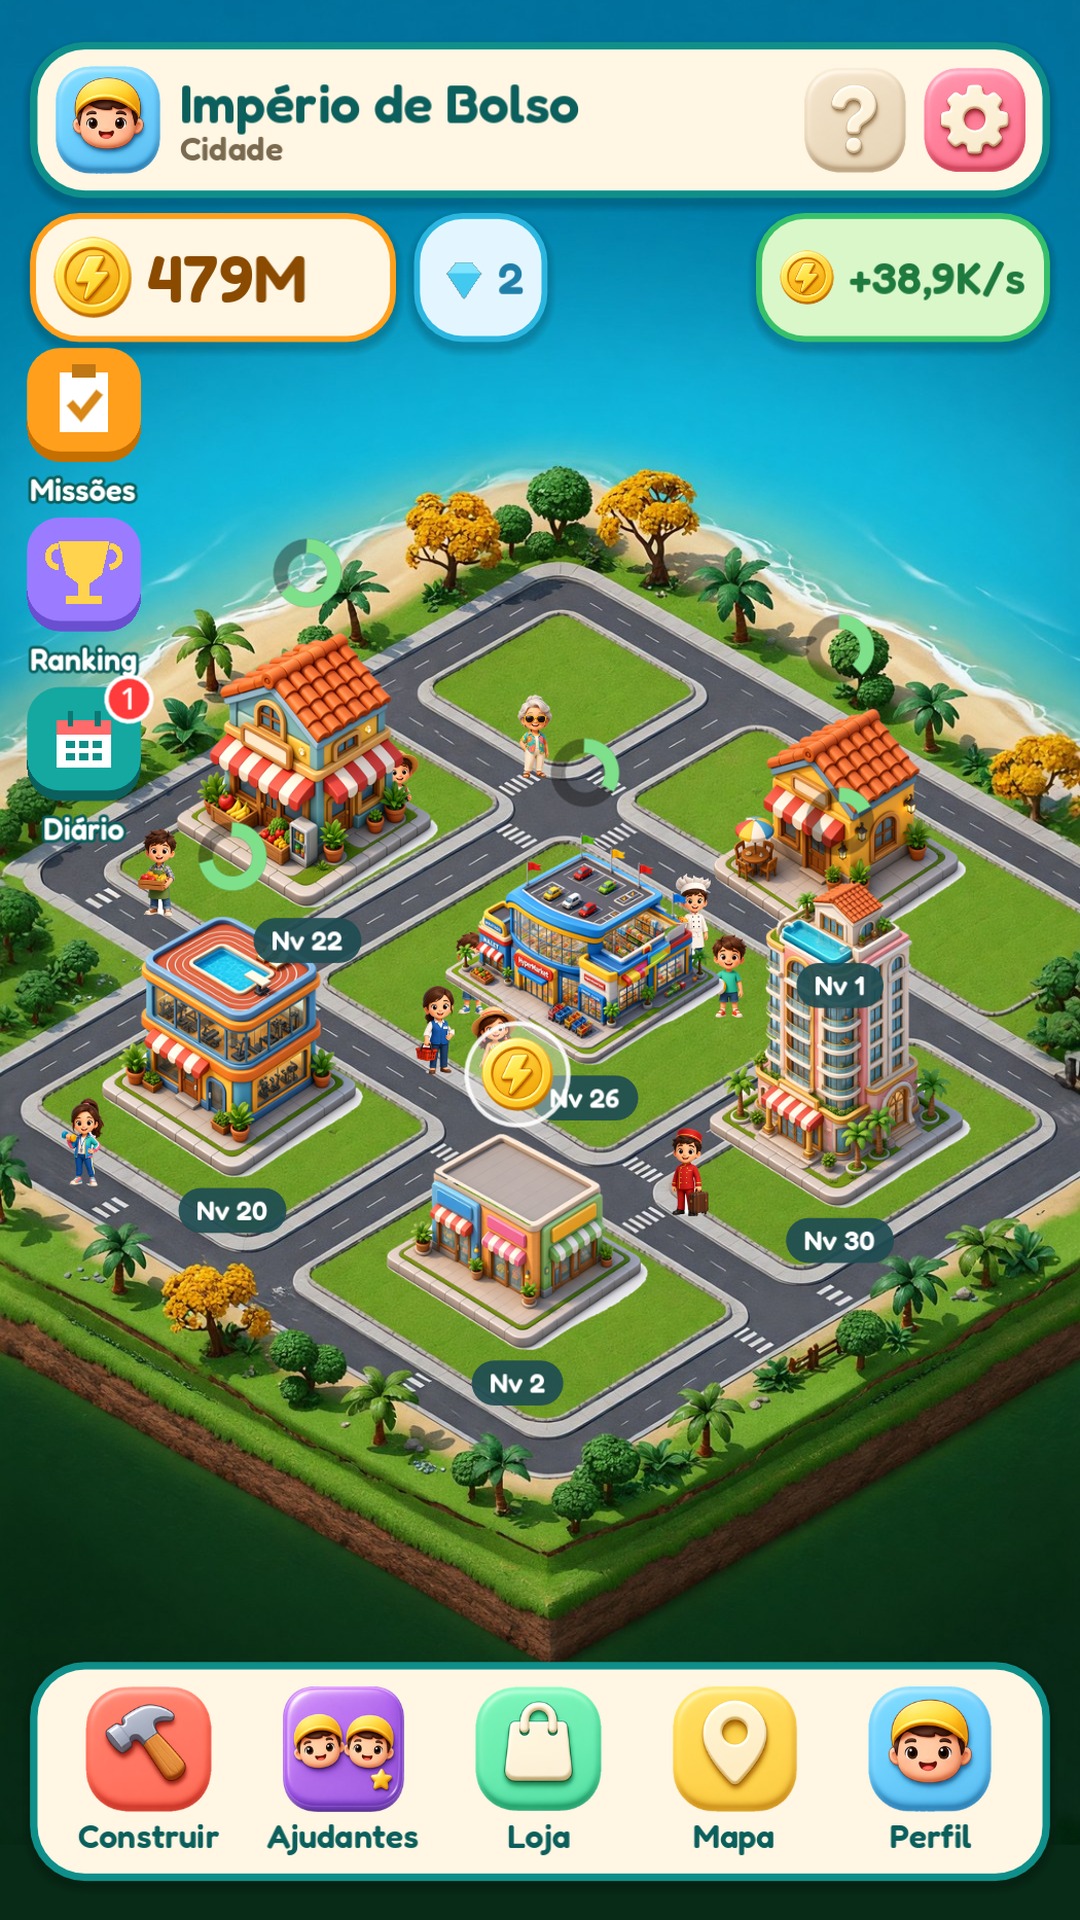 Império de Bolso
Cidade
479M
2
+38,9K/s
Missões
Ranking
1
Diário
HyperMarket
Nv 22
Nv 1
Nv 26
Nv 20
Nv 30
Nv 2
Construir
Ajudantes
Loja
Mapa
Perfil